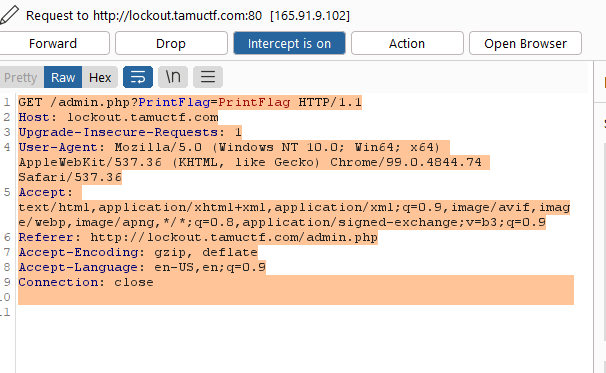 Request to http://lockout.tamuctf.com:80 [165.91.9.102]
Forward Drop Intercept is on Action Open Browser
Pretty Raw Hex \n
1 GET /admin.php?PrintFlag=PrintFlag HTTP/1.1
2 Host: lockout.tamuctf.com
3 Upgrade-Insecure-Requests: 1
4 User-Agent: Mozilla/5.0 (Windows NT 10.0; Win64; x64)
AppleWebKit/537.36 (KHTML, like Gecko) Chrome/99.0.4844.74
Safari/537.36
5 Accept:
text/html,application/xhtml+xml,application/xml;q=0.9,image/avif,imag
e/webp,image/apng,*/*;q=0.8,application/signed-exchange;v=b3;q=0.9
6 Referer: http://lockout.tamuctf.com/admin.php
7 Accept-Encoding: gzip, deflate
8 Accept-Language: en-US,en;q=0.9
9 Connection: close
10
11